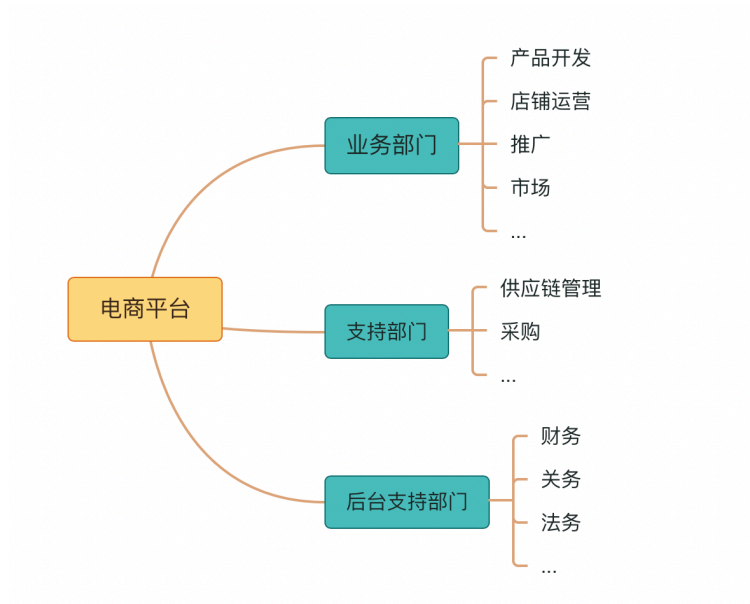 电商平台
业务部门
产品开发
店铺运营
推广
市场
...
支持部门
供应链管理
采购
...
后台支持部门
财务
关务
法务
...